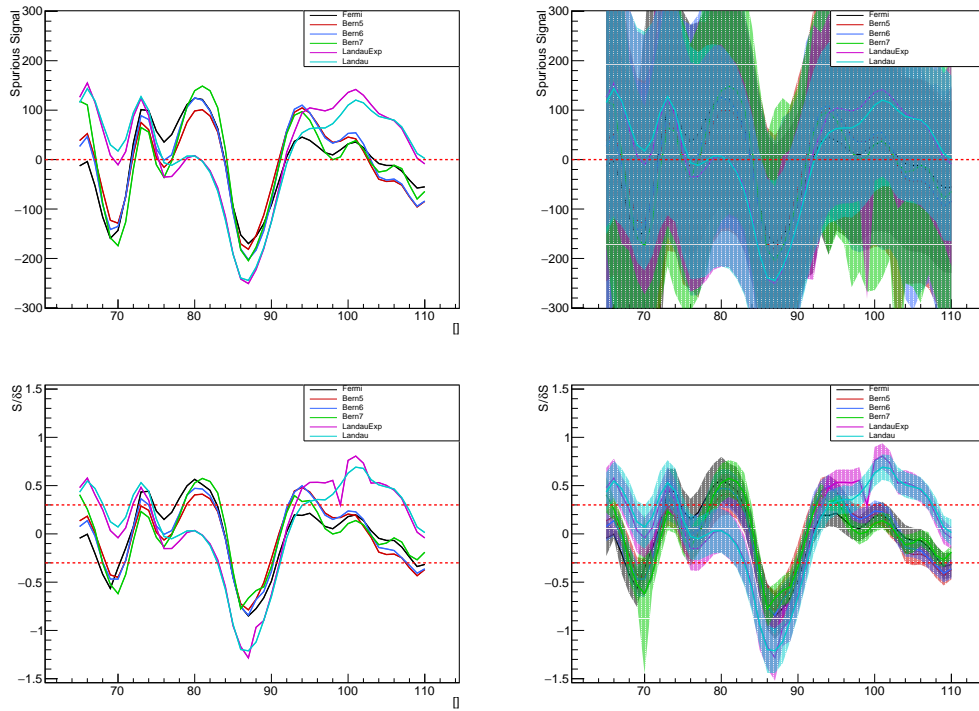 Spurious Signal
300
200
100
0
−100
−200
−300
70
80
90
100
110
[]
Fermi
Bern5
Bern6
Bern7
LandauExp
Landau
Spurious Signal
300
200
100
0
−100
−200
−300
70
80
90
100
110
Fermi
Bern5
Bern6
Bern7
LandauExp
Landau
S/δS
1.5
1
0.5
0
−0.5
−1
−1.5
70
80
90
100
110
[]
Fermi
Bern5
Bern6
Bern7
LandauExp
Landau
S/δS
1.5
1
0.5
0
−0.5
−1
−1.5
70
80
90
100
110
Fermi
Bern5
Bern6
Bern7
LandauExp
Landau